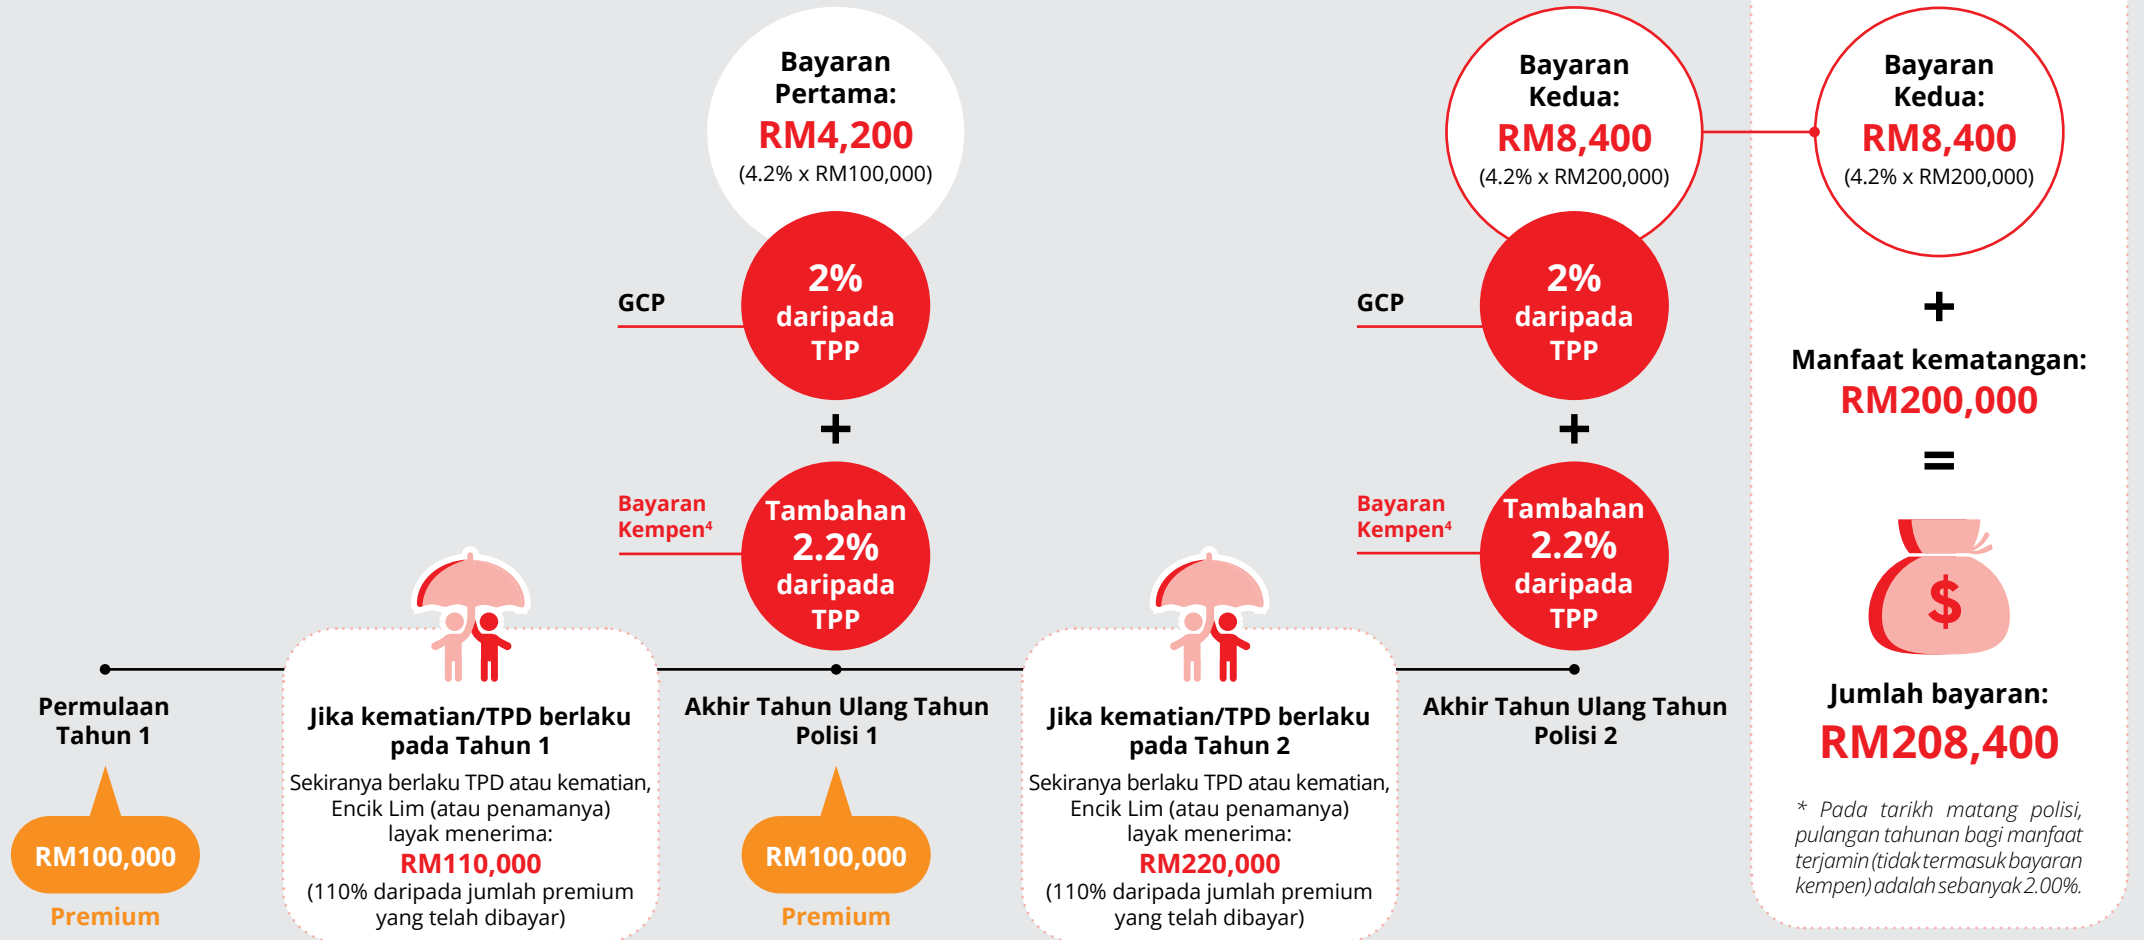 Bayaran
Pertama:
RM4,200
(4.2% x RM100,000)
GCP
2%
daripada
TPP
+
Bayaran
Kempen⁴
Tambahan
2.2%
daripada
TPP
Bayaran
Kedua:
RM8,400
(4.2% x RM200,000)
GCP
2%
daripada
TPP
+
Bayaran
Kempen⁴
Tambahan
2.2%
daripada
TPP
Bayaran
Kedua:
RM8,400
(4.2% x RM200,000)
+
Manfaat kematangan:
RM200,000
=
$
Jumlah bayaran:
RM208,400
* Pada tarikh matang polisi,
pulangan tahunan bagi manfaat
terjamin (tidak termasuk bayaran
kempen) adalah sebanyak 2.00%.
Permulaan
Tahun 1
RM100,000
Premium
Jika kematian/TPD berlaku
pada Tahun 1
Sekiranya berlaku TPD atau kematian,
Encik Lim (atau penamanya)
layak menerima:
RM110,000
(110% daripada jumlah premium
yang telah dibayar)
Akhir Tahun Ulang Tahun
Polisi 1
RM100,000
Premium
Jika kematian/TPD berlaku
pada Tahun 2
Sekiranya berlaku TPD atau kematian,
Encik Lim (atau penamanya)
layak menerima:
RM220,000
(110% daripada jumlah premium
yang telah dibayar)
Akhir Tahun Ulang Tahun
Polisi 2